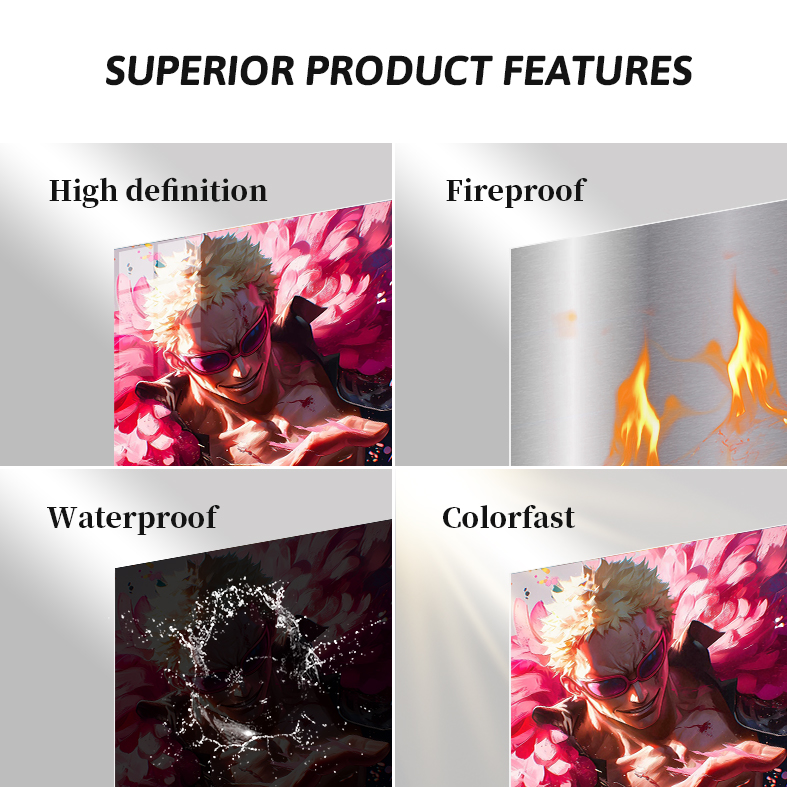 SUPERIOR PRODUCT FEATURES
High definition
Fireproof
Waterproof
Colorfast